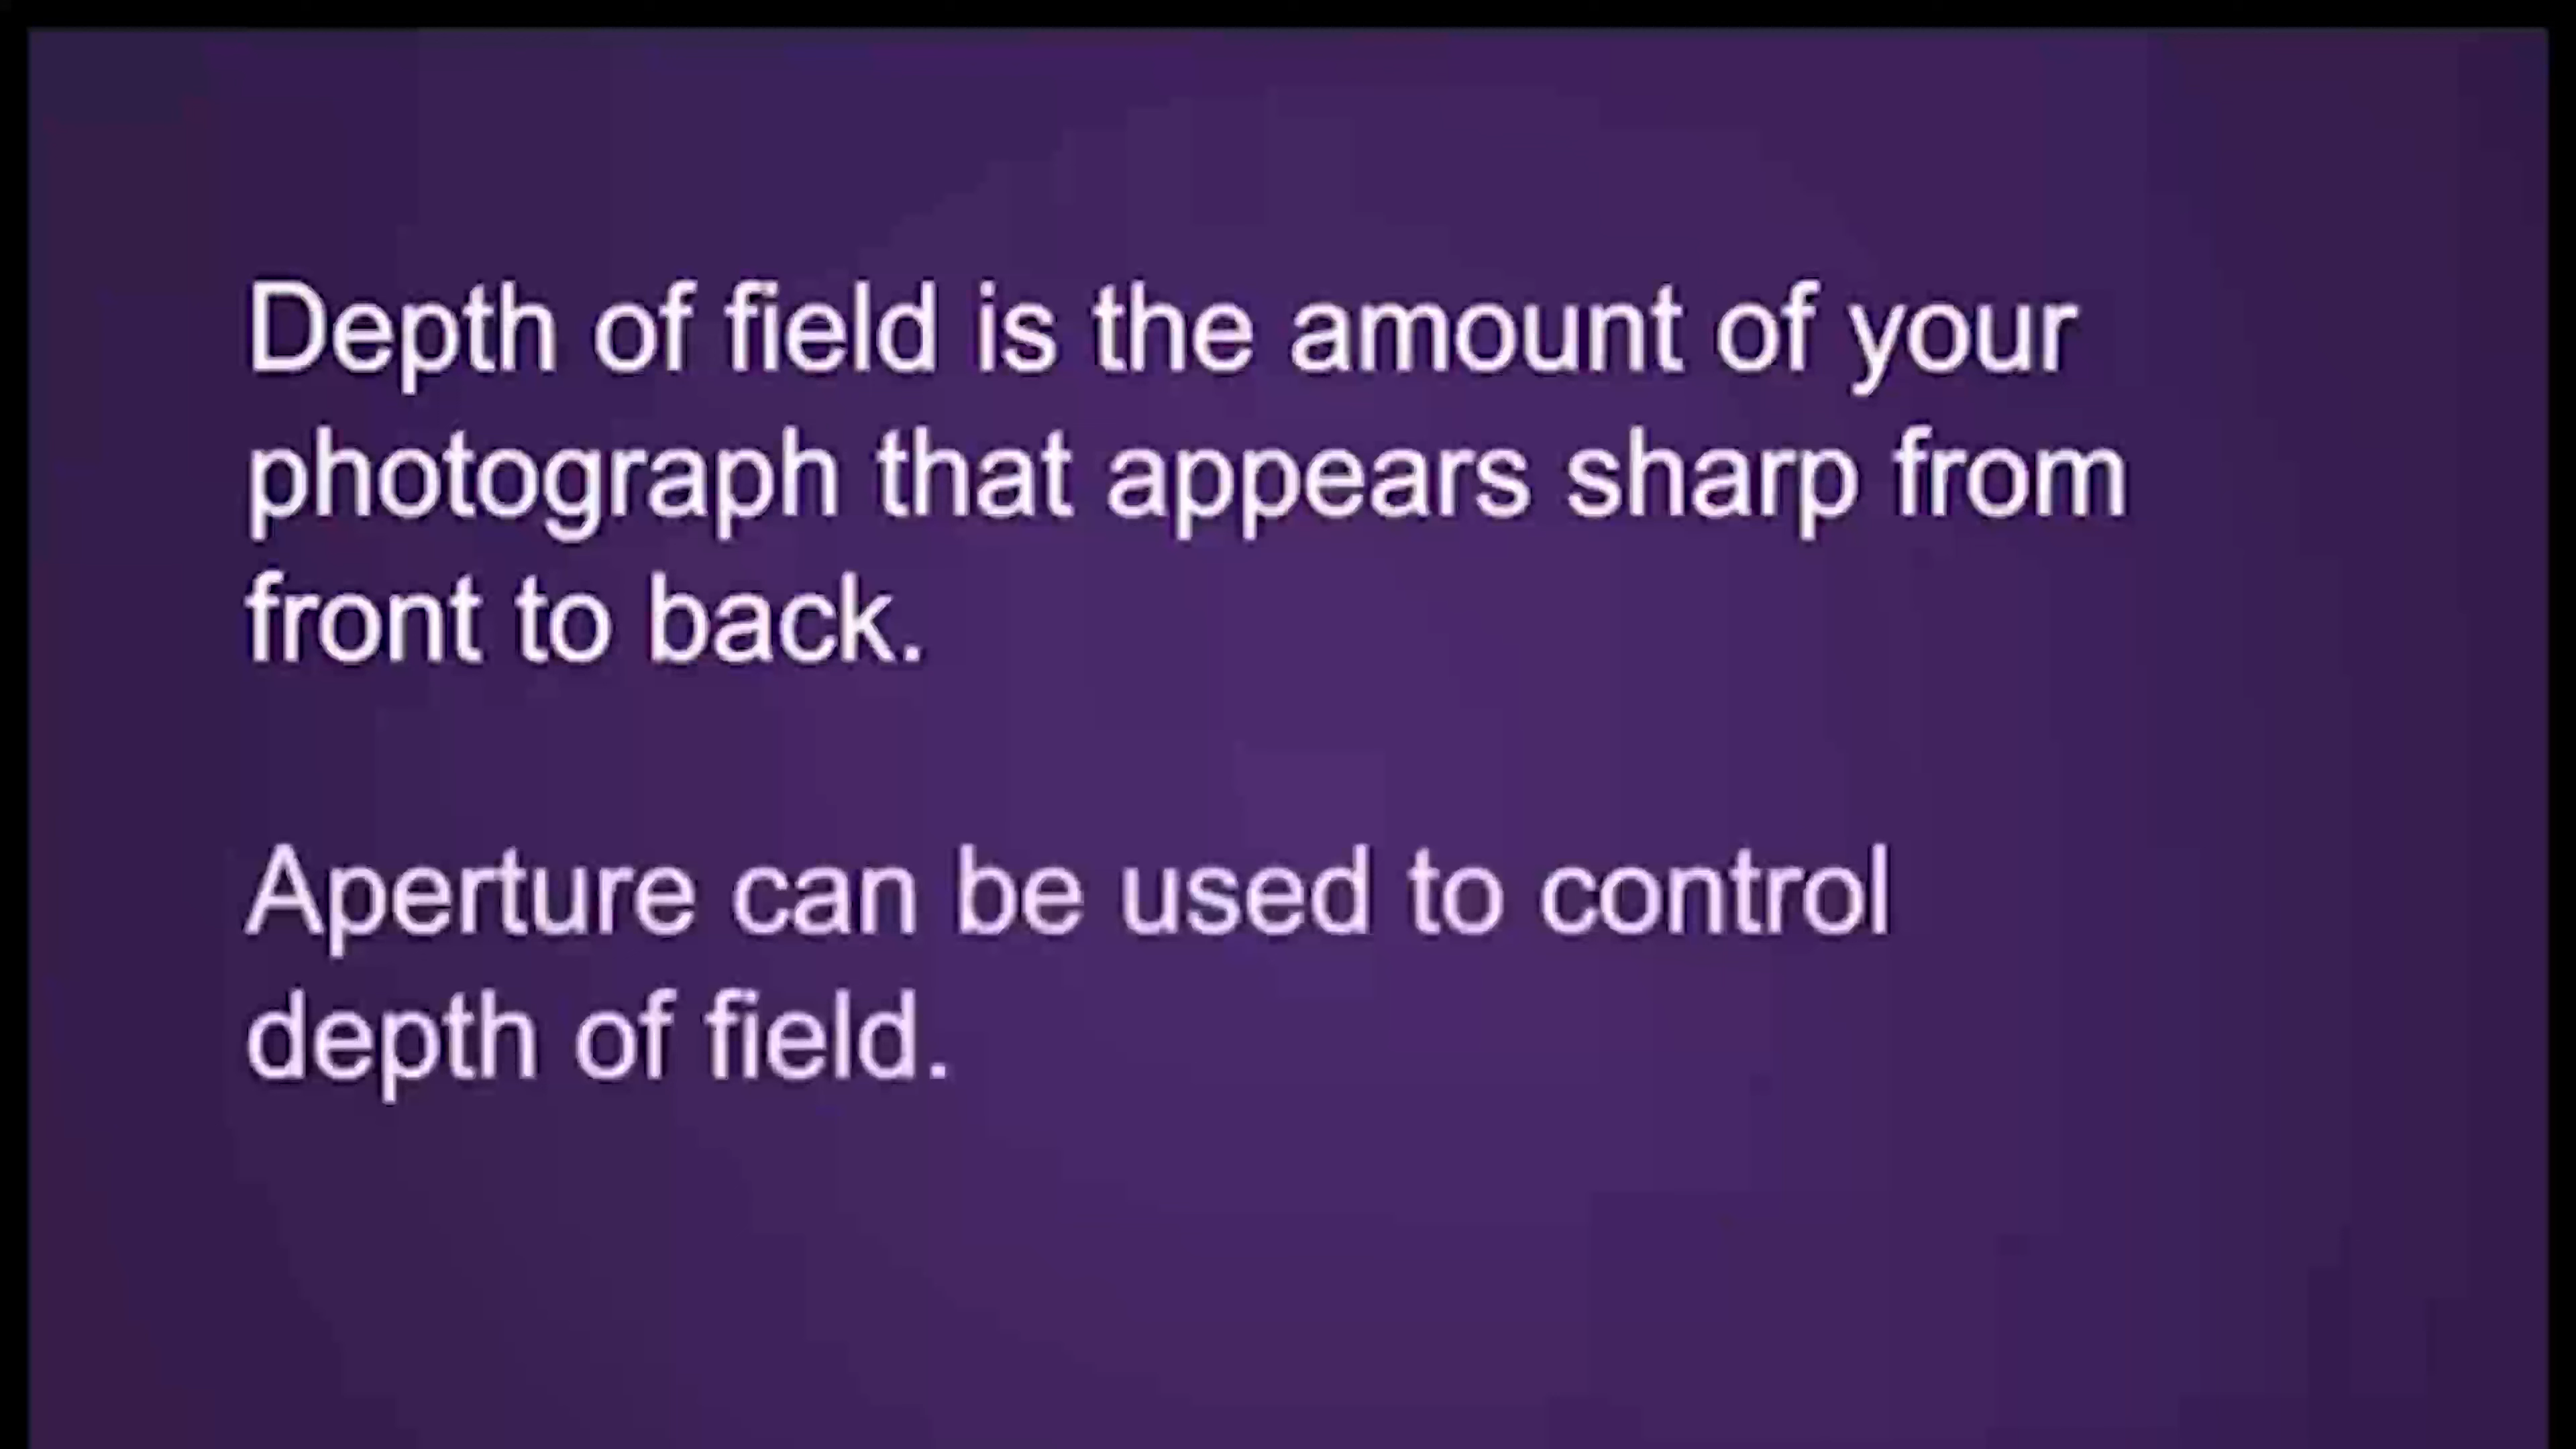 Depth of field is the amount of your
photograph that appears sharp from
front to back.
Aperture can be used to control
depth of field.